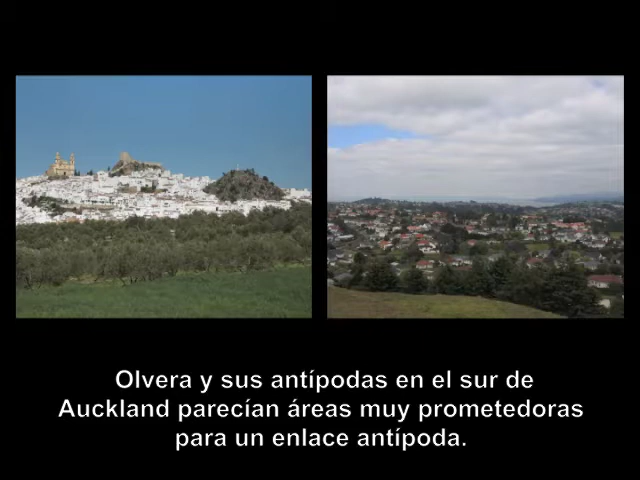 Olvera y sus antípodas en el sur de
Auckland parecían áreas muy prometedoras
para un enlace antípoda.